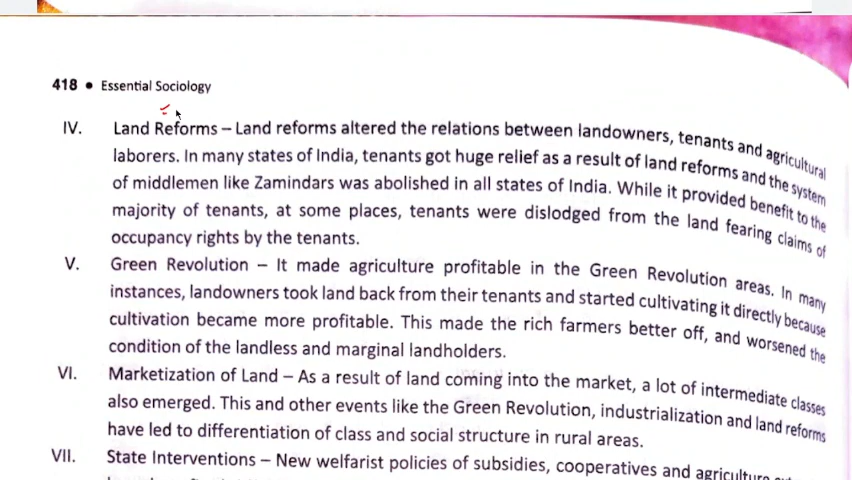 418 • Essential Sociology
IV. Land Reforms – Land reforms altered the relations between landowners, tenants and agricultural
laborers. In many states of India, tenants got huge relief as a result of land reforms and the system
of middlemen like Zamindars was abolished in all states of India. While it provided benefit to the
majority of tenants, at some places, tenants were dislodged from the land fearing claims of
occupancy rights by the tenants.
V. Green Revolution – It made agriculture profitable in the Green Revolution areas. In many
instances, landowners took land back from their tenants and started cultivating it directly because
cultivation became more profitable. This made the rich farmers better off, and worsened the
condition of the landless and marginal landholders.
VI. Marketization of Land – As a result of land coming into the market, a lot of intermediate classes
also emerged. This and other events like the Green Revolution, industrialization and land reforms
have led to differentiation of class and social structure in rural areas.
VII. State Interventions – New welfarist policies of subsidies, cooperatives and agriculture